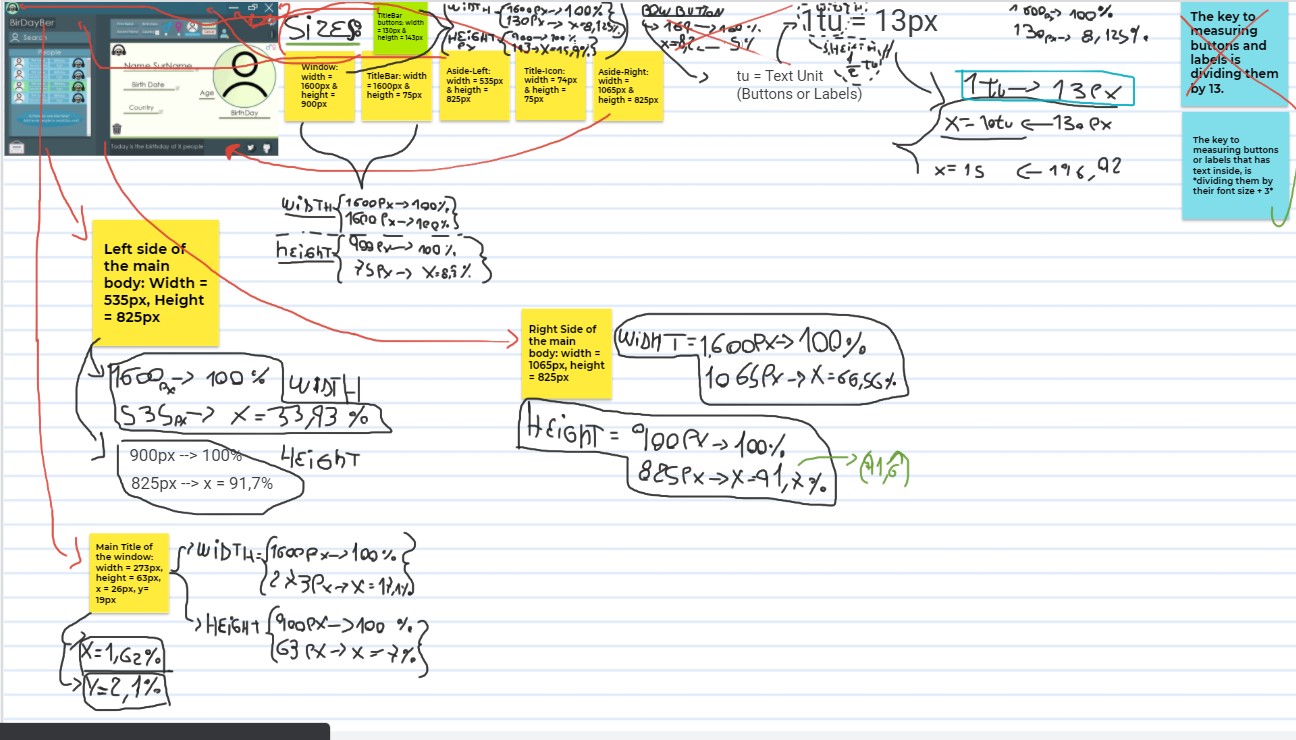 BirDayBer
Search
People
Name SurName
Birth Date
Age
Country
BirthDay
Today is the birthday of 8 people
SIZES
TitleBar
buttons: width
= 130px &
height = 143px
WIDTH
1600px -> 100%
130px -> x=8,125%
HEIGHT
PX
900 -> 100%
143 -> X=15,9%
BOW BUTTON
1tu = 13px
tu = Text Unit
(Buttons or Labels)
1600px -> 100%
130px -> 8,125%
1tu -> 13px
X = 10tu <- 130px
x = 15 <- 196,92
The key to
measuring
buttons and
labels is
dividing them
by 13.
The key to
measuring buttons
or labels that has
text inside, is
*dividing them by
their font size + 3*
Window:
width =
1600px &
height =
900px
TitleBar: width
= 1600px &
heigth = 75px
Aside-Left:
width = 535px
& height =
825px
Title-Icon:
width = 74px
& height =
75px
Aside-Right:
width =
1065px &
height = 825px
WIDTH
1600Px -> 100%
1600Px -> 100%
HEIGHT
900Px -> 100%
75Px -> X=8,3%
Left side of
the main
body: Width =
535px, Height
= 825px
1600px -> 100%
WIDTH
535px -> X = 33,43%
900px --> 100%
HEIGHT
825px --> x = 91,7%
Right Side of
the main
body: width =
1065px, height
= 825px
WIDHT = 1600PX -> 100%
1065Px -> X = 66,56%
HEIGHT = 900PX -> 100%
825Px -> X=91,7%
(91,6)
Main Title of
the window:
width = 273px,
height = 63px,
x = 26px, y=
19px
WIDTH = 1600Px -> 100%
273Px -> X = 17,1%
HEIGHT 900PX -> 100 %
63 PX -> X = 7%
X=1,62%
Y=2,1%